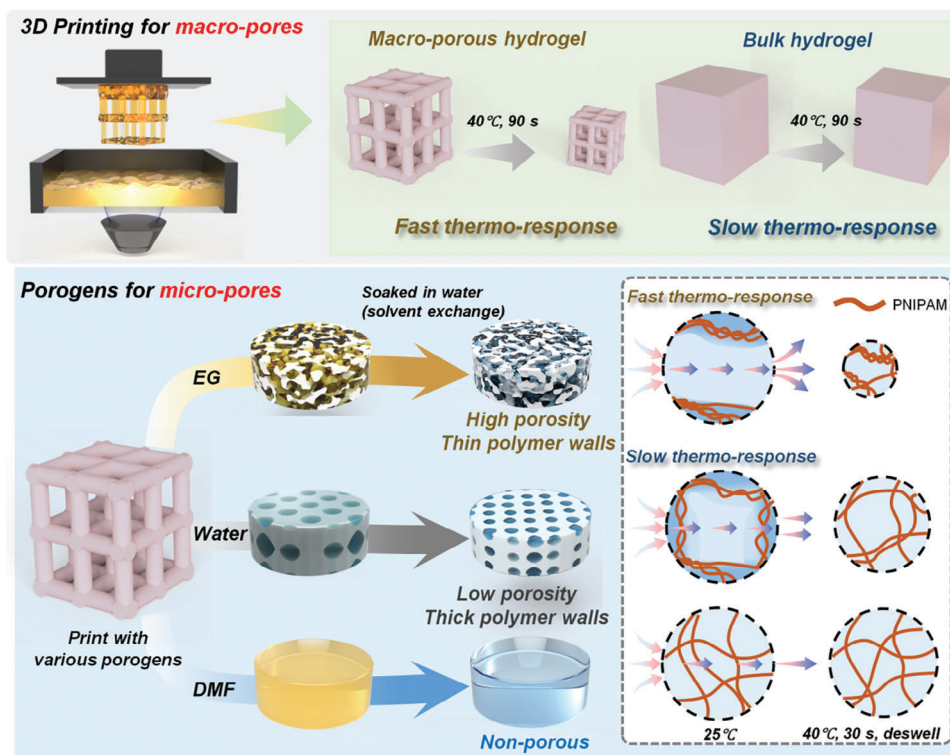 3D Printing for macro-pores
Macro-porous hydrogel
Bulk hydrogel
40℃, 90 s
40℃, 90 s
Fast thermo-response
Slow thermo-response
Porogens for micro-pores
Soaked in water
(solvent exchange)
EG
High porosity
Thin polymer walls
Water
Low porosity
Thick polymer walls
Print with
various porogens
DMF
Non-porous
Fast thermo-response
PNIPAM
Slow thermo-response
25℃
40℃, 30 s, deswell